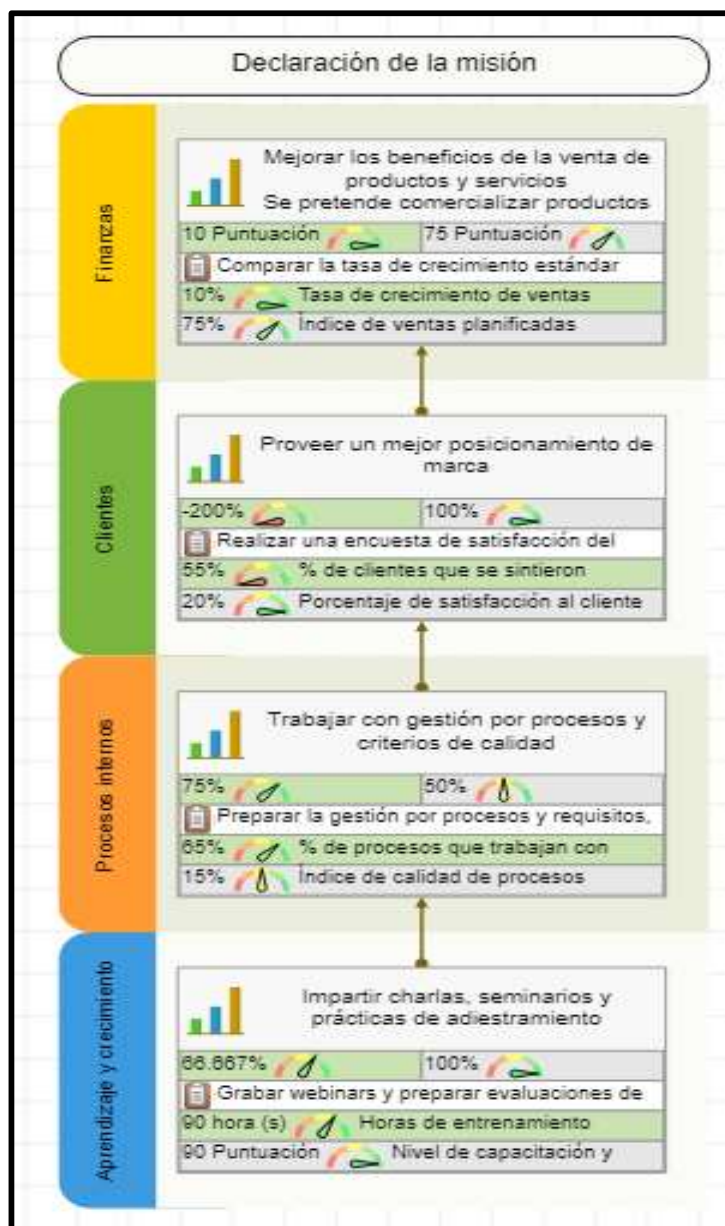 Declaración de la misión
Finanzas
Mejorar los beneficios de la venta de
productos y servicios
Se pretende comercializar productos
10 Puntuación 75 Puntuación
Comparar la tasa de crecimiento estándar
10% Tasa de crecimiento de ventas
75% Índice de ventas planificadas
Clientes
Proveer un mejor posicionamiento de
marca
-200% 100%
Realizar una encuesta de satisfacción del
55% % de clientes que se sintieron
20% Porcentaje de satisfacción al cliente
Procesos internos
Trabajar con gestión por procesos y
criterios de calidad
75% 50%
Preparar la gestión por procesos y requisitos,
65% % de procesos que trabajan con
15% Índice de calidad de procesos
Aprendizaje y crecimiento
Impartir charlas, seminarios y
prácticas de adiestramiento
66.667% 100%
Grabar webinars y preparar evaluaciones de
90 hora (s) Horas de entrenamiento
90 Puntuación Nivel de capacitación y